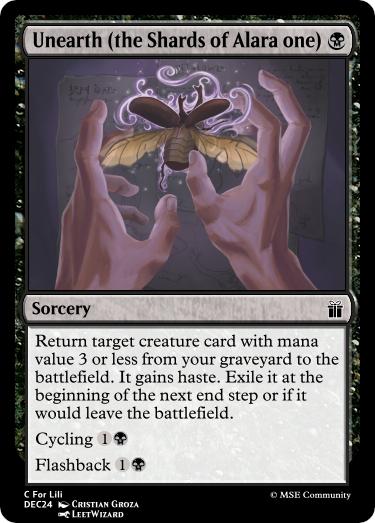 Unearth (the Shards of Alara one)
Sorcery
Return target creature card with mana
value 3 or less from your graveyard to the
battlefield. It gains haste. Exile it at the
beginning of the next end step or if it
would leave the battlefield.
Cycling 1
Flashback 1
C For Lili
DEC24 Cristian Groza
LeetWizard
© MSE Community